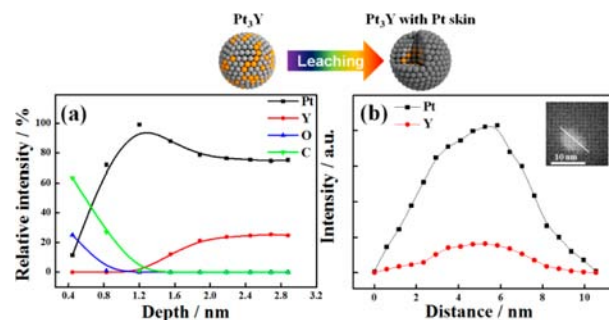 Pt₃Y
Leaching
Pt₃Y with Pt skin
(a)
Pt
Y
O
C
Relative intensity / %
100
80
60
40
20
0
0.4 0.8 1.2 1.6 2.0 2.4 2.8 3.2
Depth / nm
(b)
Pt
Y
10 nm
Intensity / a.u.
0 2 4 6 8 10
Distance / nm